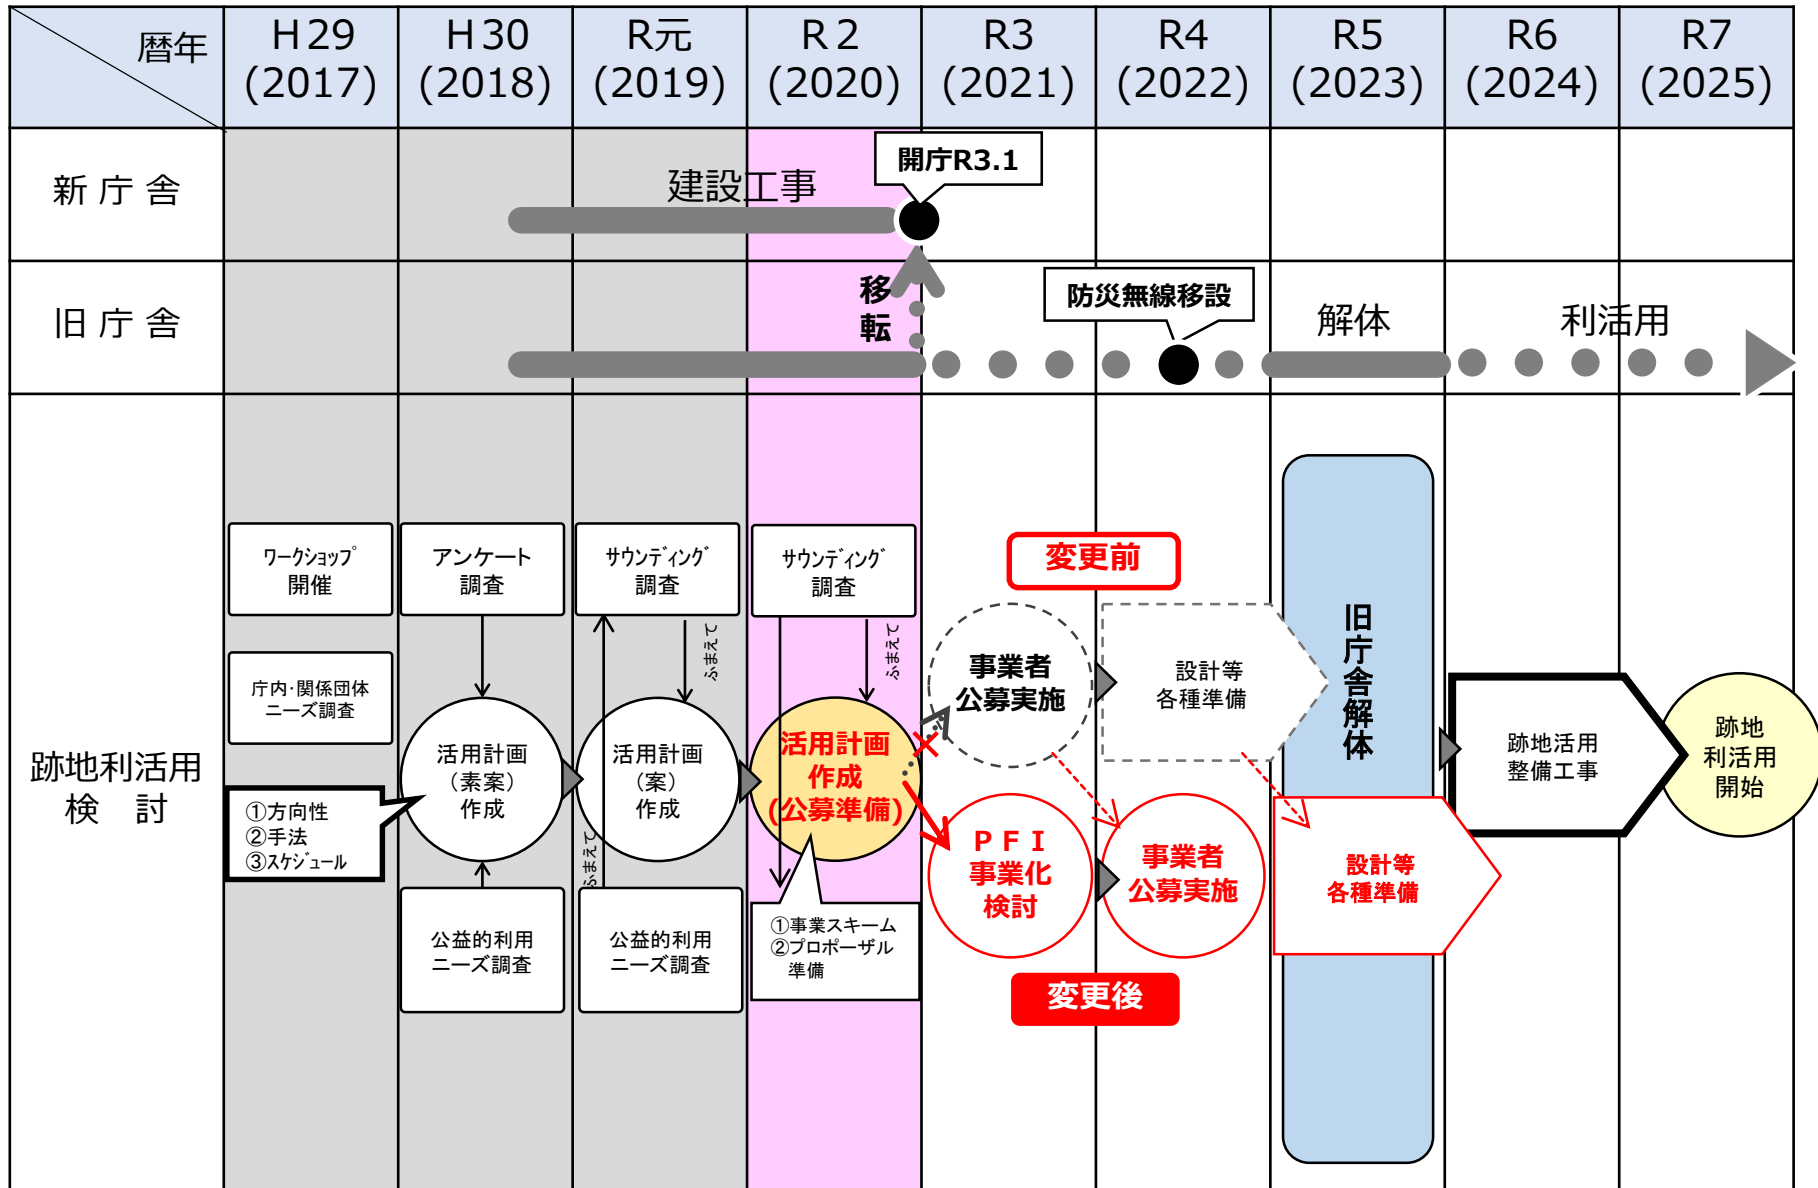 暦年
H29
(2017)
H30
(2018)
R元
(2019)
R2
(2020)
R3
(2021)
R4
(2022)
R5
(2023)
R6
(2024)
R7
(2025)
新庁舎
建設工事
開庁R3.1
旧庁舎
移転
防災無線移設
解体
利活用
跡地利活用
検 討
ﾜｰｸｼｮｯﾌﾟ
開催
庁内･関係団体
ニーズ調査
①方向性
②手法
③ｽｹｼﾞｭｰﾙ
アンケート
調査
活用計画
(素案)
作成
公益的利用
ニーズ調査
ｻｳﾝﾃﾞｨﾝｸﾞ
調査
ふまえて
活用計画
(案)
作成
ふまえて
公益的利用
ニーズ調査
ｻｳﾝﾃﾞｨﾝｸﾞ
調査
ふまえて
活用計画
作成
(公募準備)
①事業スキーム
②プロポーザル
準備
変更前
事業者
公募実施
設計等
各種準備
ＰＦＩ
事業化
検討
事業者
公募実施
設計等
各種準備
変更後
旧庁舎解体
跡地活用
整備工事
跡地
利活用
開始